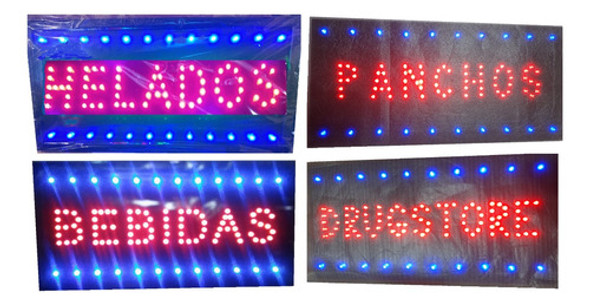 HELADOS
PANCHOS
BEBIDAS
DRUGSTORE